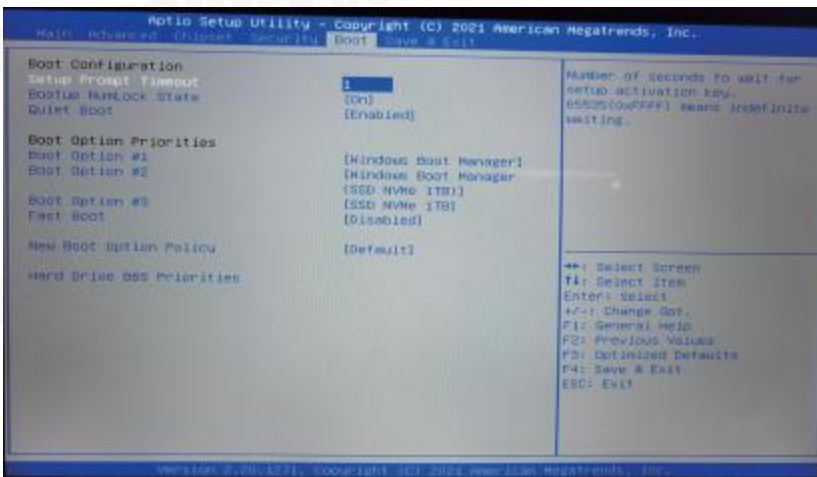 Aptio Setup Utility - Copyright (C) 2021 American Megatrends, Inc.
Main Advanced Chipset Security Boot Save & Exit
Boot Configuration
Setup Prompt Timeout 1
Bootup NumLock State [On]
Quiet Boot [Enabled]
Boot Option Priorities
Boot Option #1 [Windows Boot Manager]
Boot Option #2 [Windows Boot Manager
(SSD NVMe 1TB)]
Boot Option #3 [SSD NVMe 1TB]
Fast Boot [Disabled]
New Boot Option Policy [Default]
Hard Drive BBS Priorities
Number of seconds to wait for
setup activation key.
65535(0xFFFF) means indefinite
waiting.
→←: Select Screen
↑↓: Select Item
Enter: Select
+/-: Change Opt.
F1: General Help
F2: Previous Values
F3: Optimized Defaults
F4: Save & Exit
ESC: Exit
Version 2.20.1271. Copyright (C) 2021 American Megatrends, Inc.